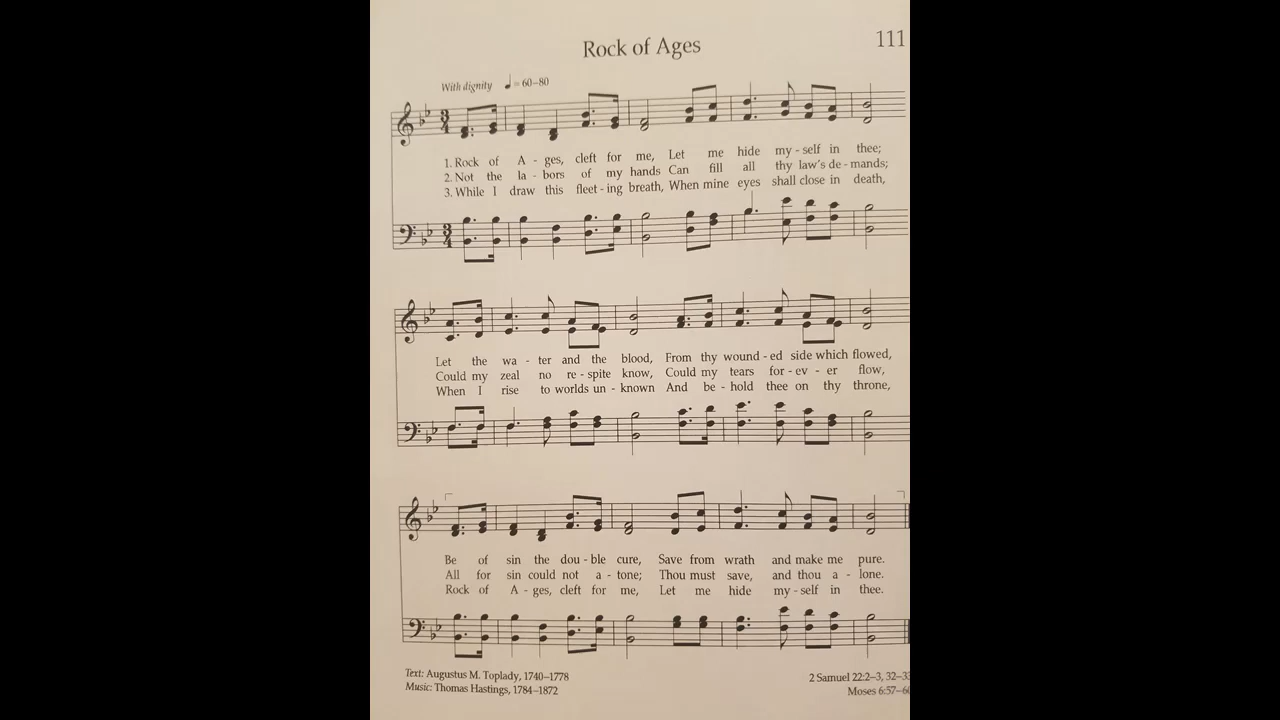 Rock of Ages
111
With dignity ♩ = 60–80
1. Rock of A - ges, cleft for me, Let me hide my - self in thee;
2. Not the la - bors of my hands Can fill all thy law's de - mands;
3. While I draw this fleet - ing breath, When mine eyes shall close in death,
Let the wa - ter and the blood, From thy wound - ed side which flowed,
Could my zeal no re - spite know, Could my tears for - ev - er flow,
When I rise to worlds un - known And be - hold thee on thy throne,
Be of sin the dou - ble cure, Save from wrath and make me pure.
All for sin could not a - tone; Thou must save, and thou a - lone.
Rock of A - ges, cleft for me, Let me hide my - self in thee.
Text: Augustus M. Toplady, 1740–1778
Music: Thomas Hastings, 1784–1872
2 Samuel 22:2–3, 32–33
Moses 6:57–